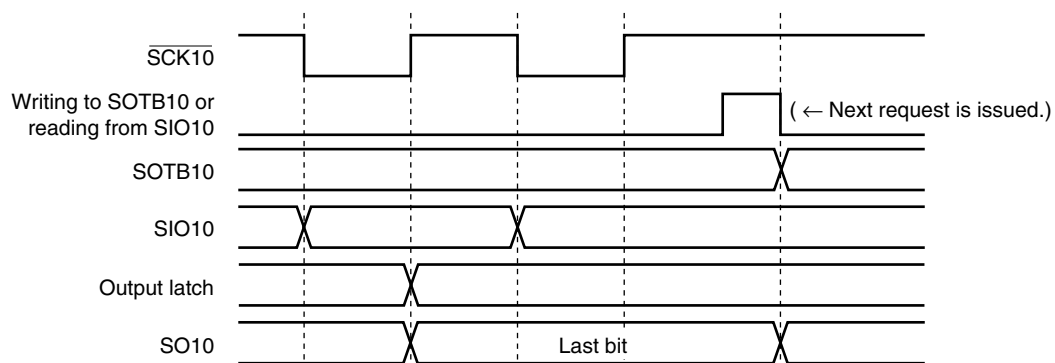 SCK10
Writing to SOTB10 or
reading from SIO10
( ← Next request is issued.)
SOTB10
SIO10
Output latch
SO10
Last bit